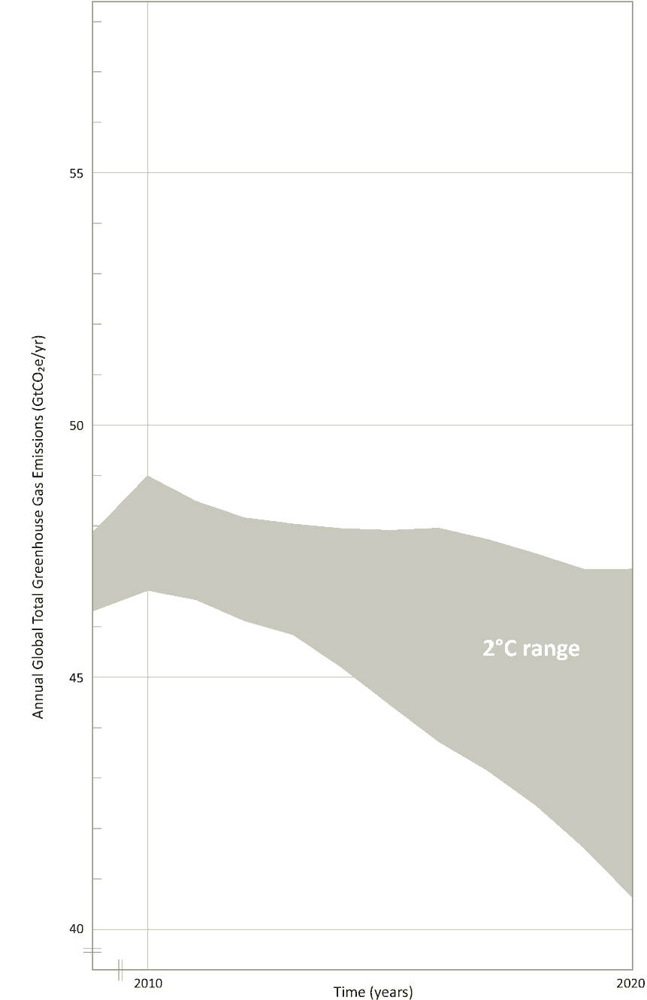 55
50
45
40
Annual Global Total Greenhouse Gas Emissions (GtCO₂e/yr)
2°C range
2010
2020
Time (years)